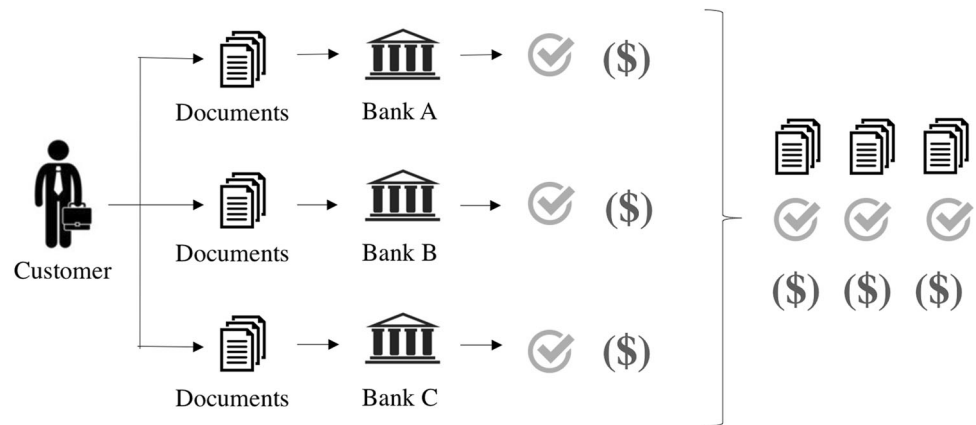 ($)
Documents
Bank A
($)
Documents
Bank B
Customer
($) ($) ($)
($)
Documents
Bank C